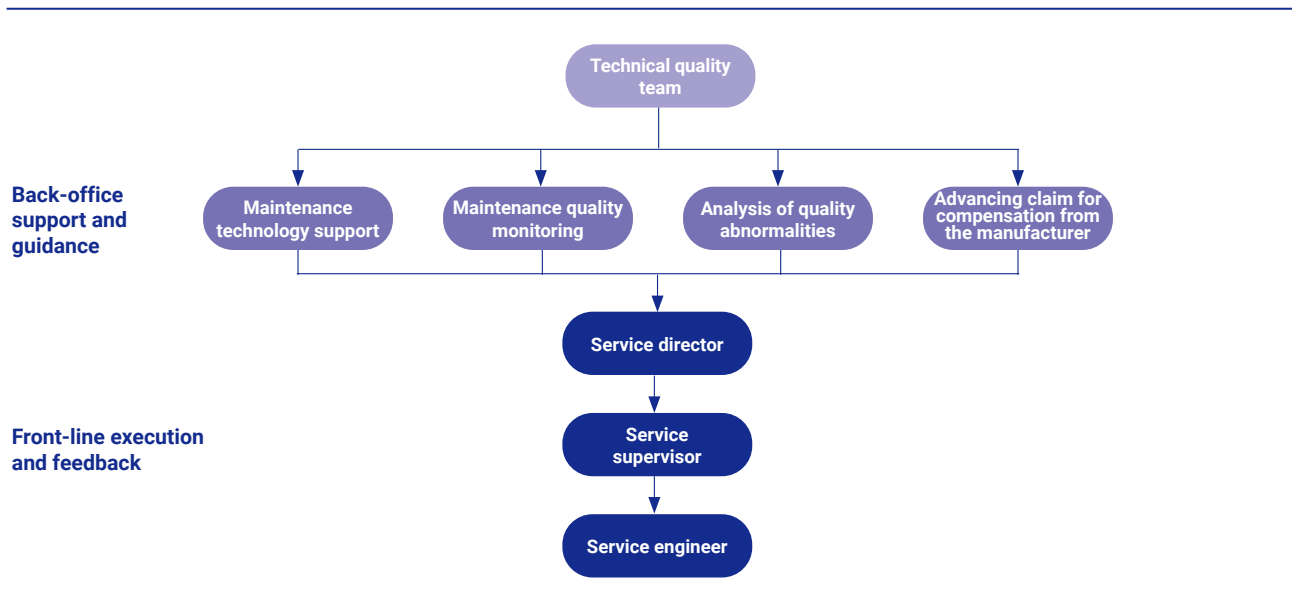 Technical quality
team
Back-office
support and
guidance
Maintenance
technology support
Maintenance quality
monitoring
Analysis of quality
abnormalities
Advancing claim for
compensation from
the manufacturer
Service director
Front-line execution
and feedback
Service
supervisor
Service engineer